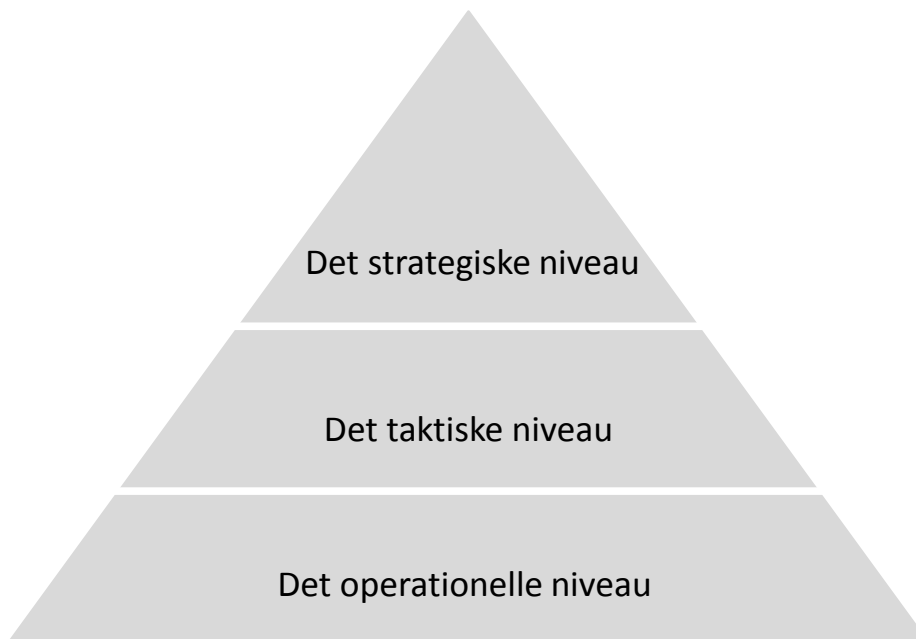 Det strategiske niveau
Det taktiske niveau
Det operationelle niveau